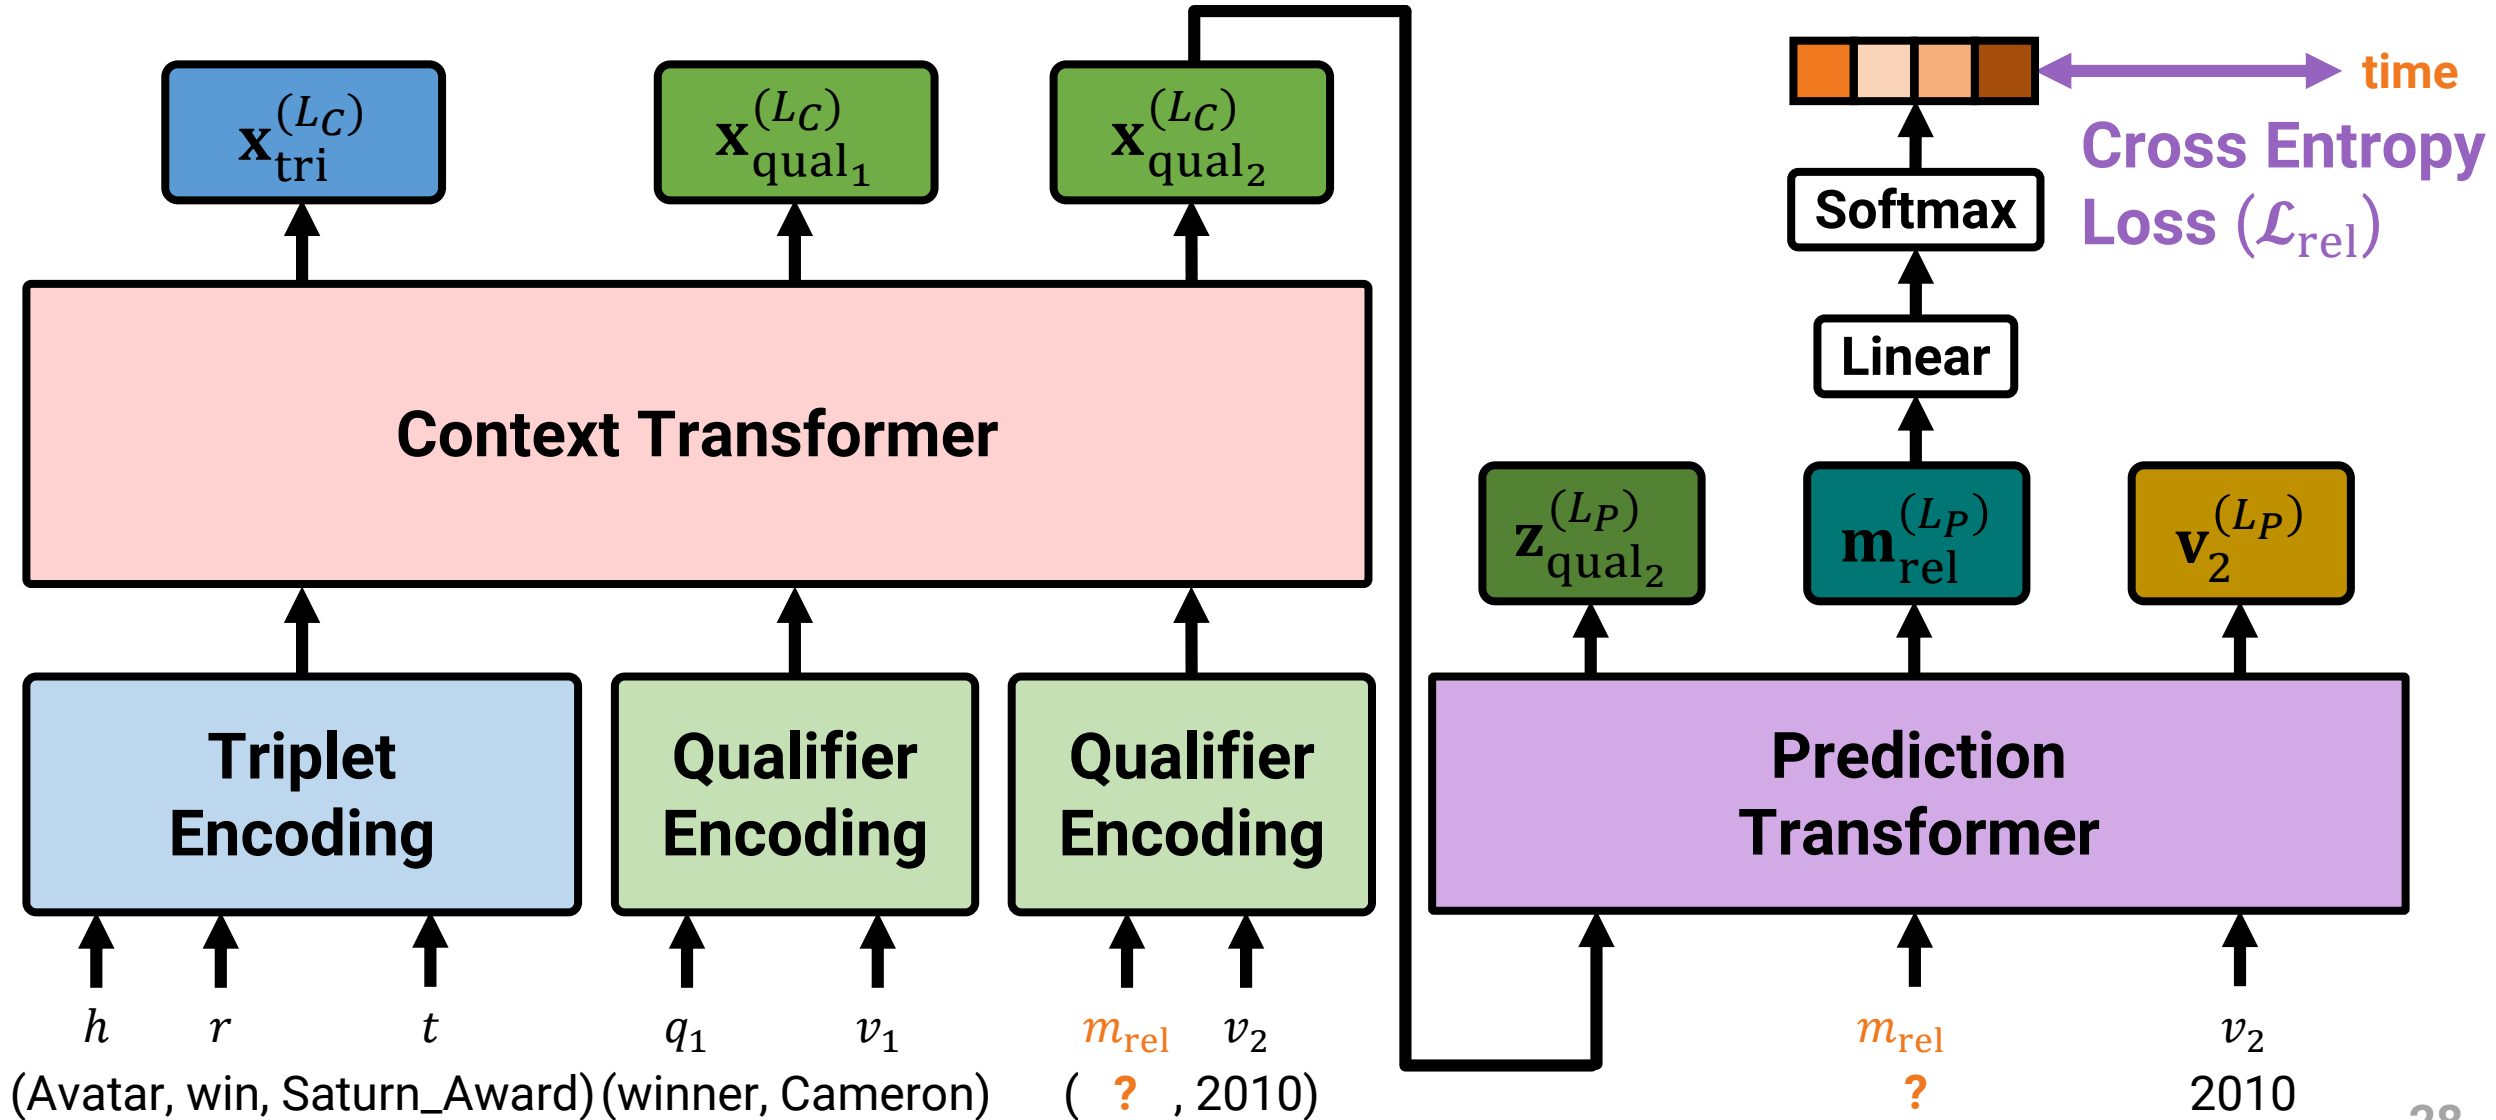 x_tri^(L_C)
x_qual_1^(L_C)
x_qual_2^(L_C)
time
Cross Entropy
Loss (ℒ_rel)
Softmax
Linear
Context Transformer
z_qual_2^(L_P)
m_rel^(L_P)
v_2^(L_P)
Triplet
Encoding
Qualifier
Encoding
Qualifier
Encoding
Prediction
Transformer
h r t q_1 v_1 m_rel v_2 m_rel v_2
(Avatar, win, Saturn_Award) (winner, Cameron) ( ? , 2010) ? 2010
28